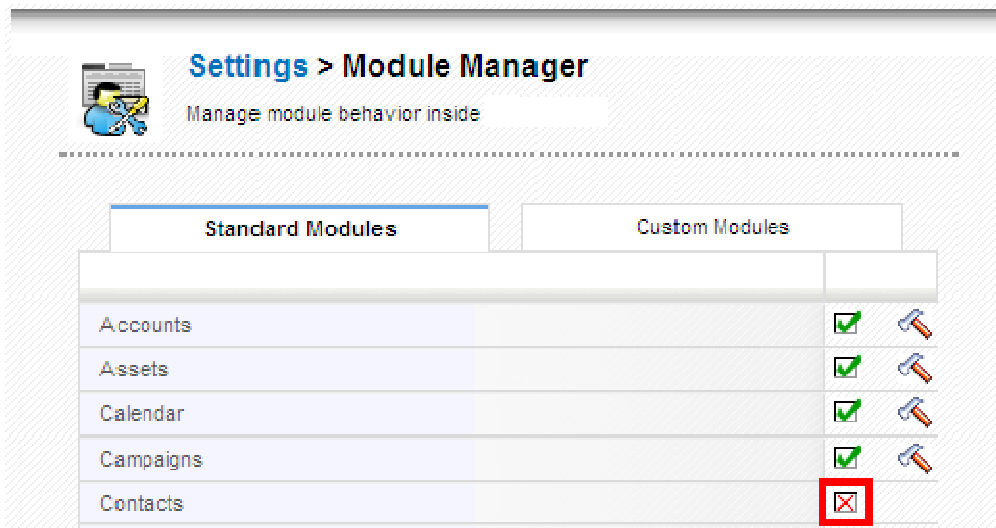 Settings > Module Manager
Manage module behavior inside
Standard Modules
Custom Modules
Accounts
Assets
Calendar
Campaigns
Contacts